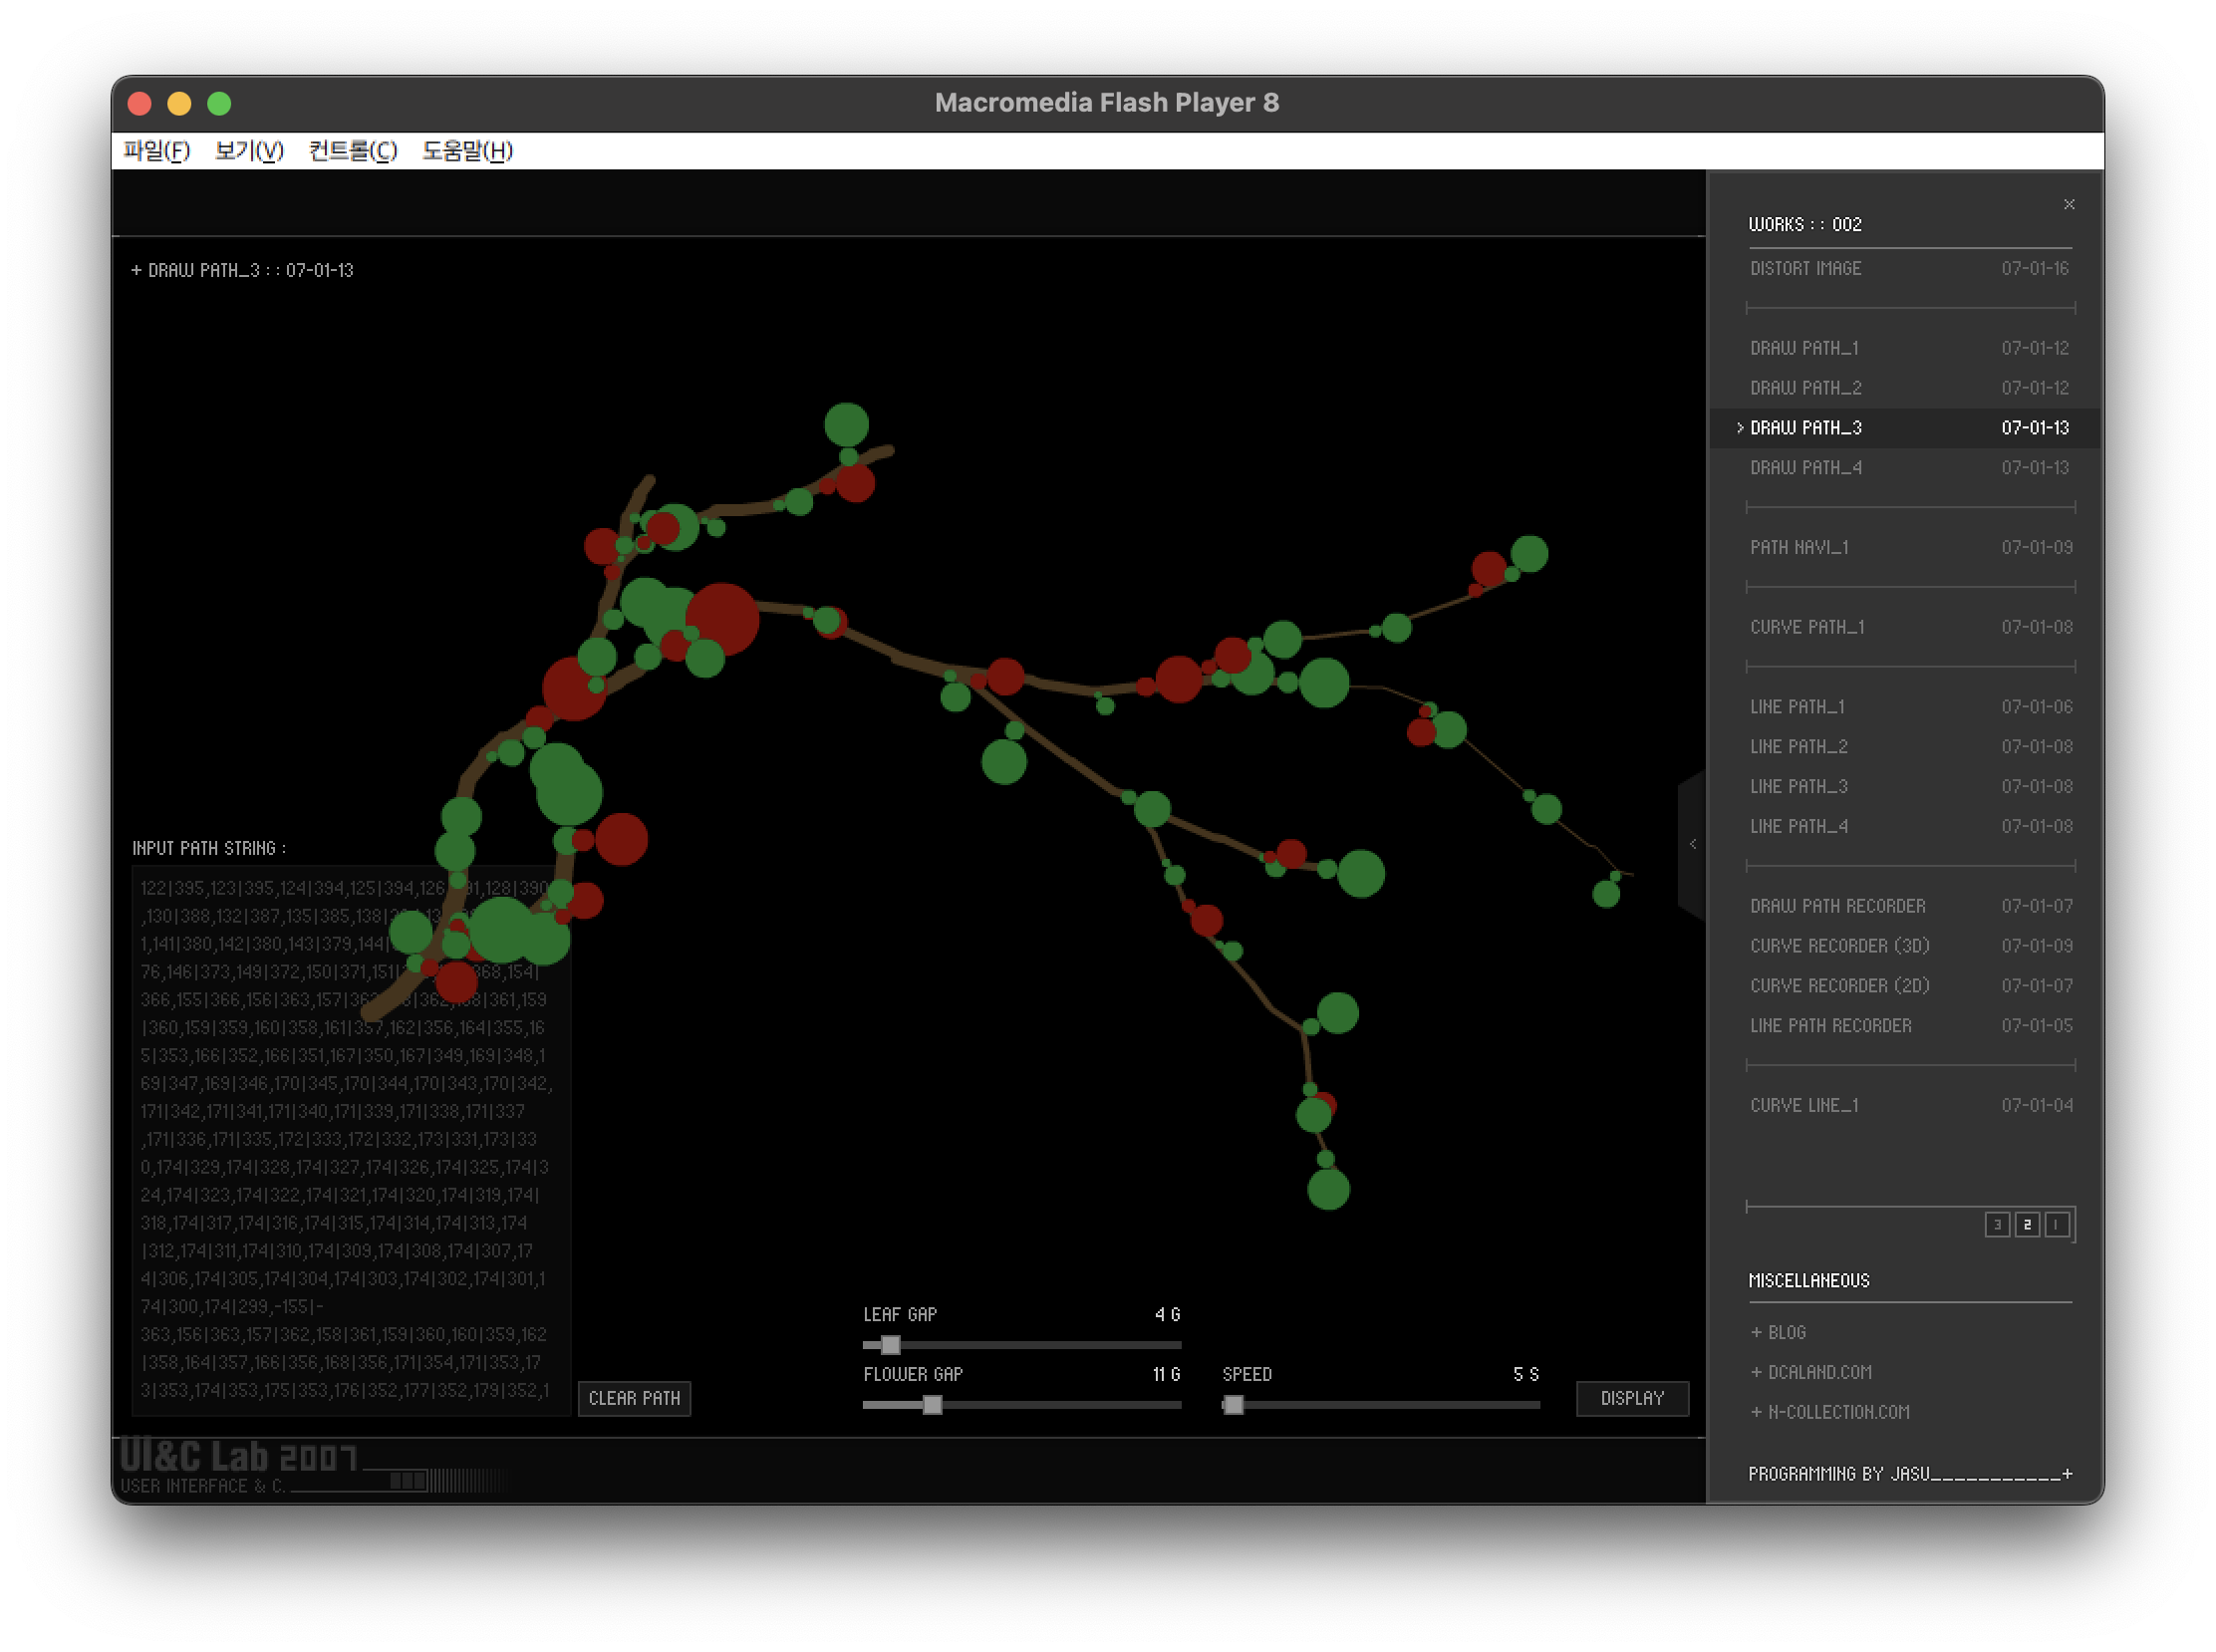 Macromedia Flash Player 8
파일(F) 보기(V) 컨트롤(C) 도움말(H)
+ DRAW PATH_3 :: 07-01-13
INPUT PATH STRING :
122|395,123|395,124|394,125|394,126 ,128|390
,130|388,132|387,135|385,138
1,141|380,142|380,143|379,144|
76,146|373,149|372,150|371,151| 368,154|
366,155|366,156|363,157| |362, |361,159
|360,159|359,160|358,161|357,162|356,164|355,16
5|353,166|352,166|351,167|350,167|349,169|348,1
69|347,169|346,170|345,170|344,170|343,170|342,
171|342,171|341,171|340,171|339,171|338,171|337
,171|336,171|335,172|333,172|332,173|331,173|33
0,174|329,174|328,174|327,174|326,174|325,174|3
24,174|323,174|322,174|321,174|320,174|319,174|
318,174|317,174|316,174|315,174|314,174|313,174
|312,174|311,174|310,174|309,174|308,174|307,17
4|306,174|305,174|304,174|303,174|302,174|301,1
74|300,174|299,-155|-
363,156|363,157|362,158|361,159|360,160|359,162
|358,164|357,166|356,168|356,171|354,171|353,17
3|353,174|353,175|353,176|352,177|352,179|352,1
CLEAR PATH
LEAF GAP 4 G
FLOWER GAP 11 G
SPEED 5 S
DISPLAY
UI&C Lab 2007
USER INTERFACE & C.
×
WORKS :: 002
DISTORT IMAGE 07-01-16
DRAW PATH_1 07-01-12
DRAW PATH_2 07-01-12
> DRAW PATH_3 07-01-13
DRAW PATH_4 07-01-13
PATH NAVI_1 07-01-09
CURVE PATH_1 07-01-08
LINE PATH_1 07-01-06
LINE PATH_2 07-01-08
LINE PATH_3 07-01-08
LINE PATH_4 07-01-08
<
DRAW PATH RECORDER 07-01-07
CURVE RECORDER (3D) 07-01-09
CURVE RECORDER (2D) 07-01-07
LINE PATH RECORDER 07-01-05
CURVE LINE_1 07-01-04
3 2 1
MISCELLANEOUS
+ BLOG
+ DCALAND.COM
+ N-COLLECTION.COM
PROGRAMMING BY JASU___________+